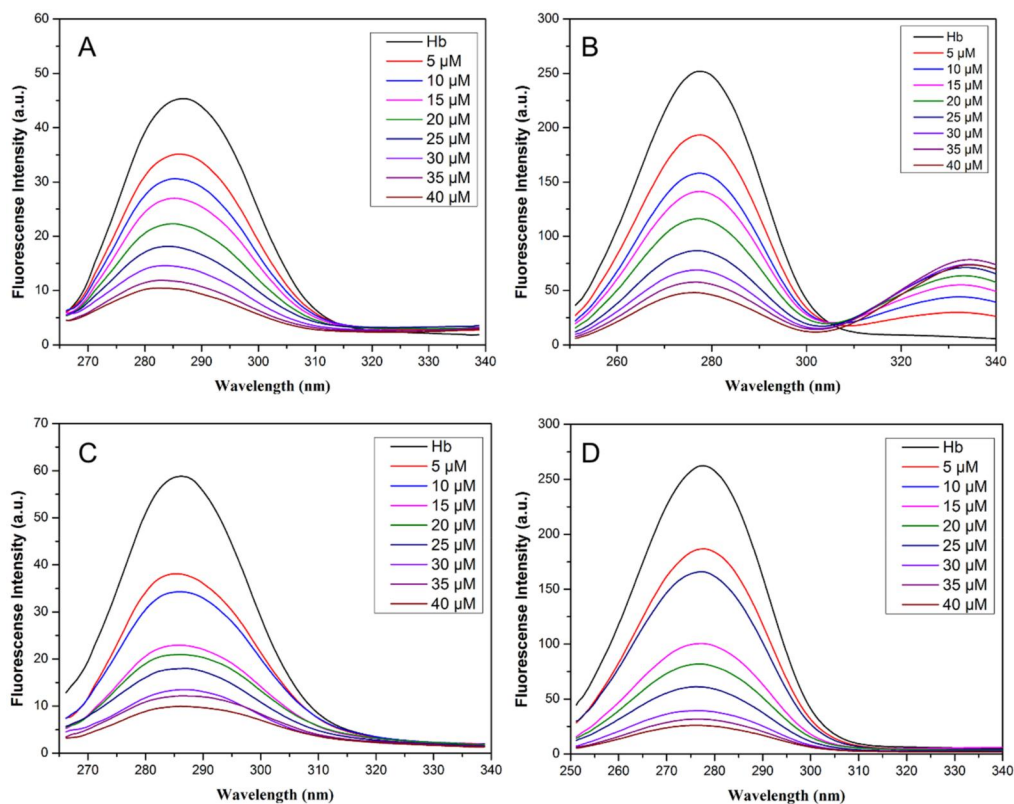 A
Fluorescense Intensity (a.u.)
60
50
40
30
20
10
0
270 280 290 300 310 320 330 340
Wavelength (nm)
Hb
5 µM
10 µM
15 µM
20 µM
25 µM
30 µM
35 µM
40 µM
B
Fluorescense Intensity (a.u.)
300
250
200
150
100
50
0
260 280 300 320 340
Wavelength (nm)
Hb
5 µM
10 µM
15 µM
20 µM
25 µM
30 µM
35 µM
40 µM
C
Fluorescense Intensity (a.u.)
70
60
50
40
30
20
10
0
270 280 290 300 310 320 330 340
Wavelength (nm)
Hb
5 µM
10 µM
15 µM
20 µM
25 µM
30 µM
35 µM
40 µM
D
Fluorescense Intensity (a.u.)
300
250
200
150
100
50
0
250 260 270 280 290 300 310 320 330 340
Wavelength (nm)
Hb
5 µM
10 µM
15 µM
20 µM
25 µM
30 µM
35 µM
40 µM